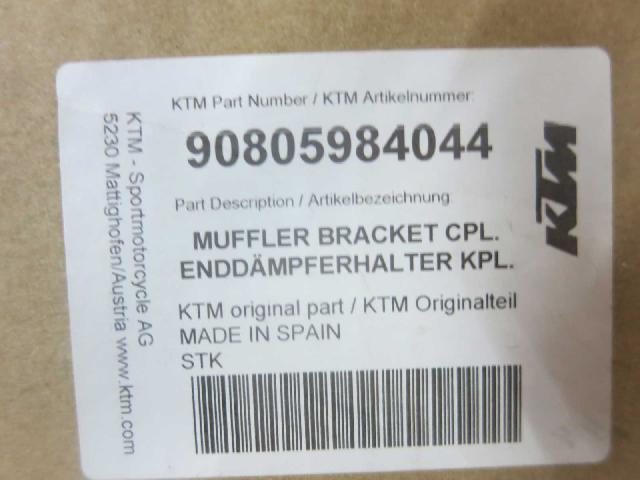 KTM Part Number / KTM Artikelnummer:
90805984044
Part Description / Artikelbezeichnung
MUFFLER BRACKET CPL.
ENDDÄMPFERHALTER KPL.
KTM original part / KTM Originalteil
MADE IN SPAIN
STK
KTM - Sportmotorcycle AG
5230 Mattighofen/Austria www.ktm.com
KTM